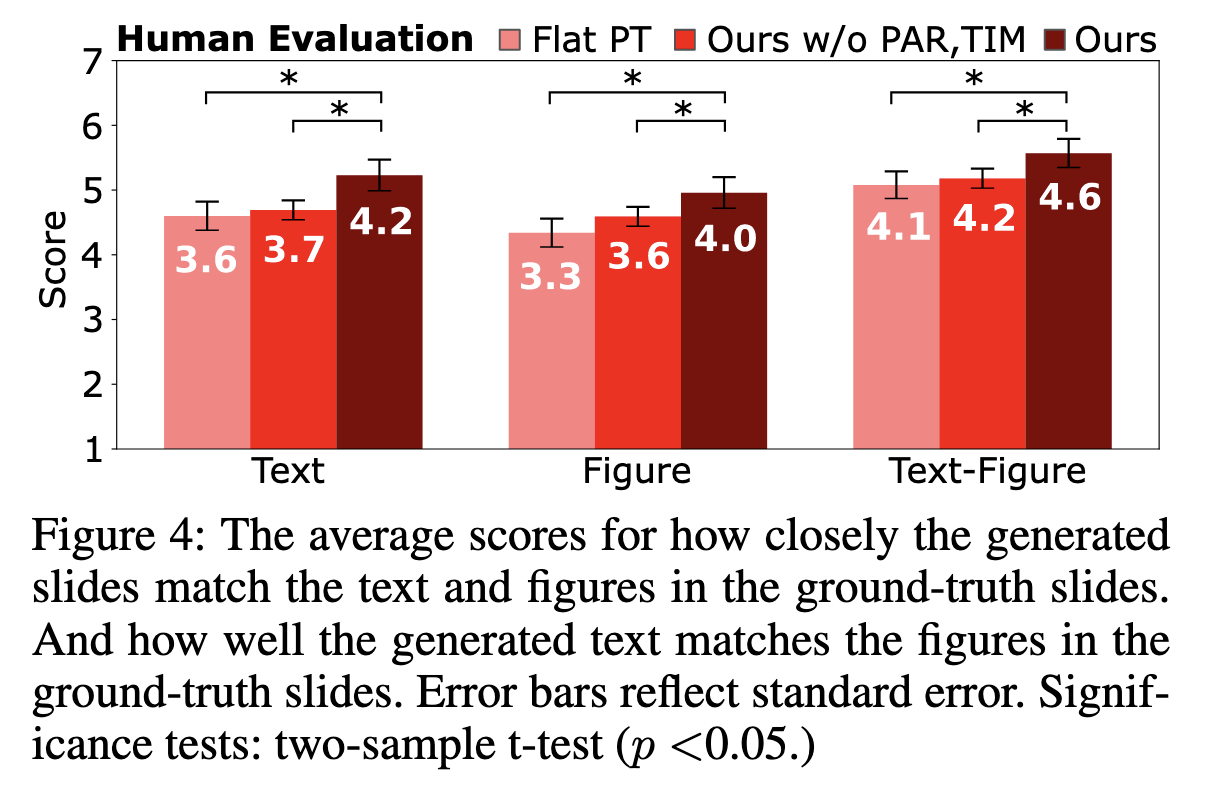 Human Evaluation Flat PT Ours w/o PAR,TIM Ours
7
6
5
4
3
2
1
Score
* * *
* * *
3.6 3.7 4.2 3.3 3.6 4.0 4.1 4.2 4.6
Text Figure Text-Figure
Figure 4: The average scores for how closely the generated
slides match the text and figures in the ground-truth slides.
And how well the generated text matches the figures in the
ground-truth slides. Error bars reflect standard error. Signif-
icance tests: two-sample t-test (p <0.05.)